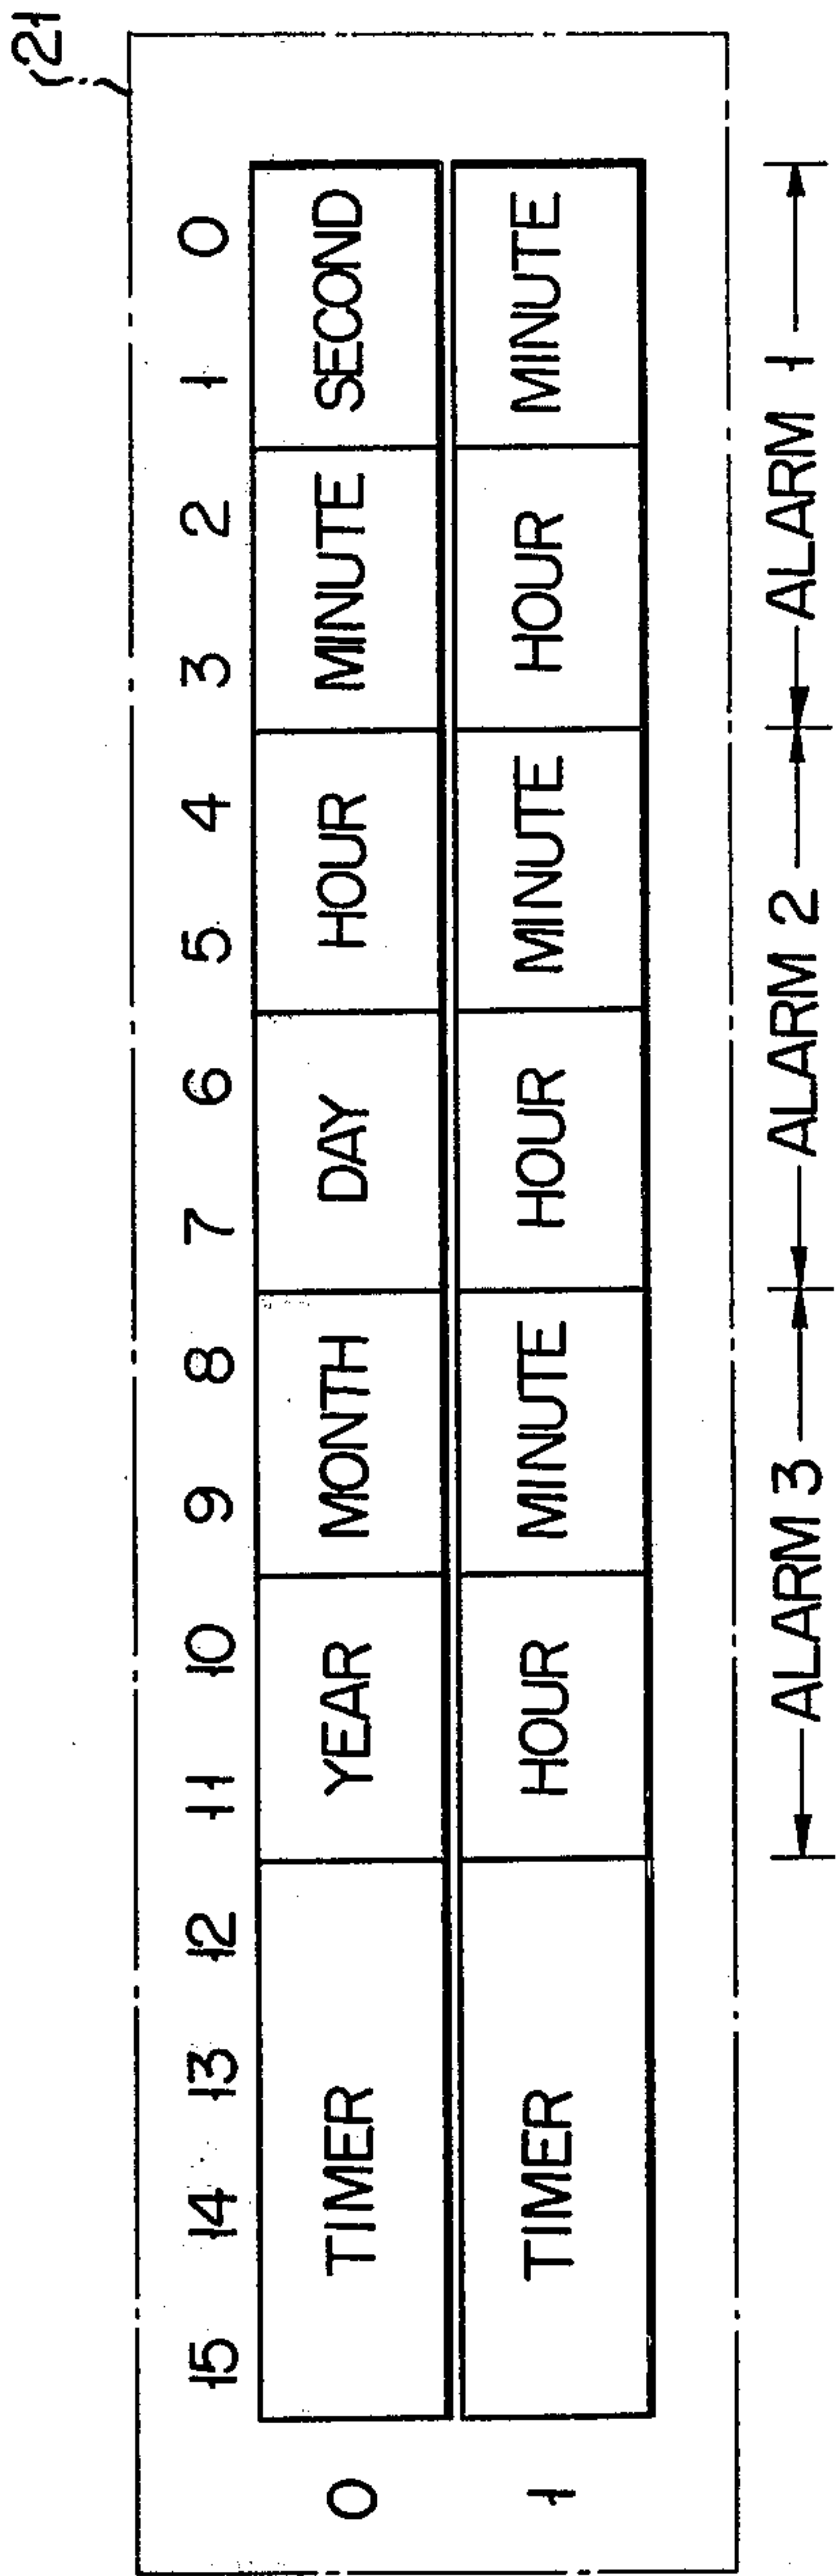 21
15 14 13 12 11 10 9 8 7 6 5 4 3 2 1 0
0 TIMER YEAR MONTH DAY HOUR MINUTE SECOND
1 TIMER HOUR MINUTE HOUR MINUTE HOUR MINUTE
ALARM 3 ALARM 2 ALARM 1